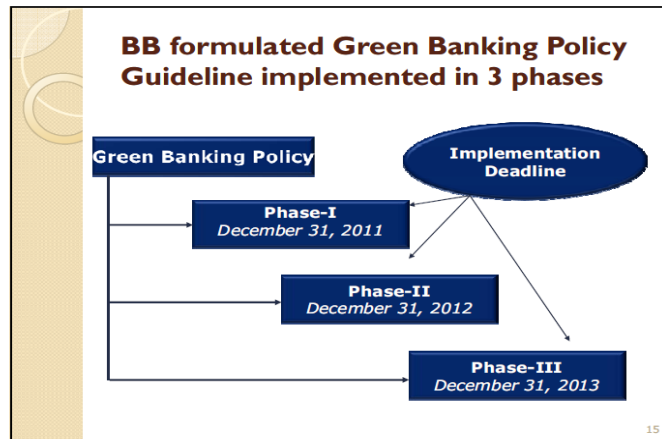 BB formulated Green Banking Policy
Guideline implemented in 3 phases
Green Banking Policy
Implementation
Deadline
Phase-I
December 31, 2011
Phase-II
December 31, 2012
Phase-III
December 31, 2013
15